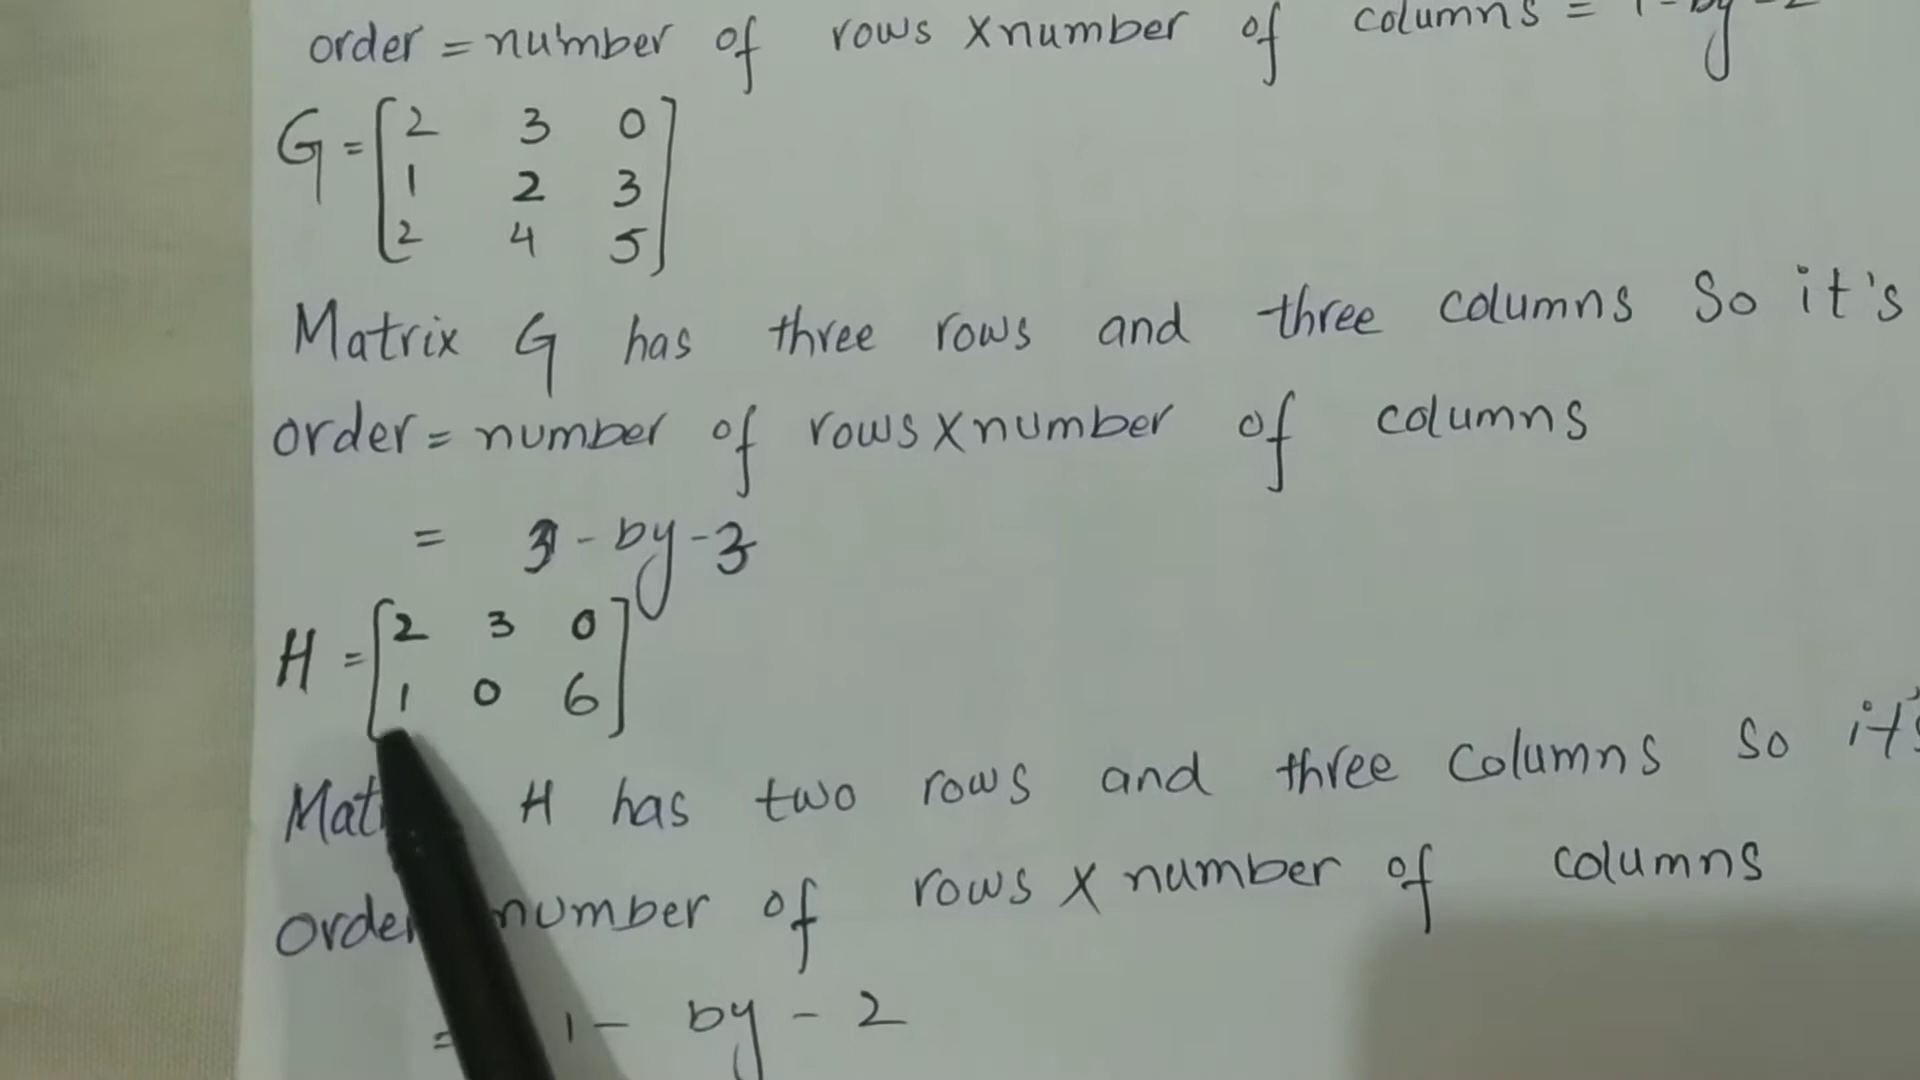 order = number of rows x number of columns = 1 - by - 2
G = [ 2 3 0
1 2 3
2 4 5 ]
Matrix G has three rows and three columns So it's
order = number of rows x number of columns
= 3 - by - 3
H = [ 2 3 0
1 0 6 ]
H has two rows and three columns so it's
number of rows x number of columns
= 1 - by - 2